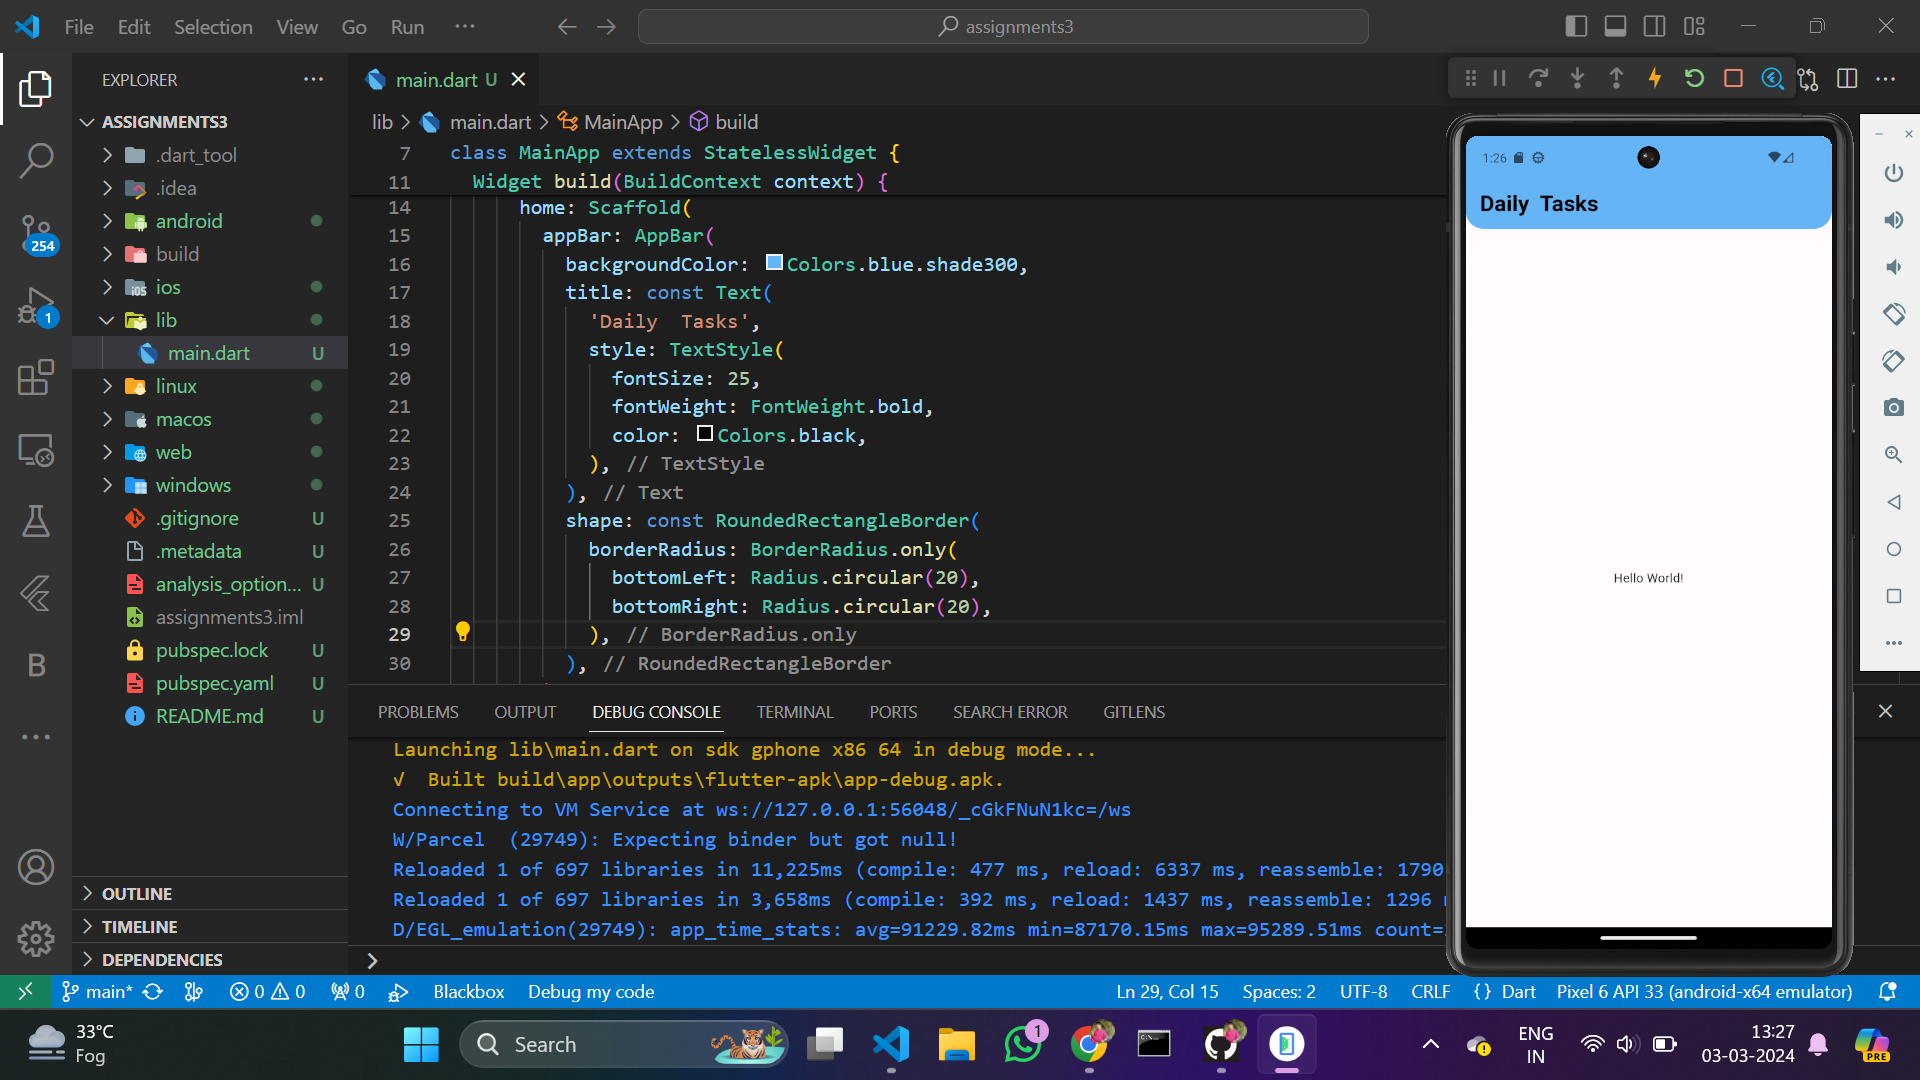 File Edit Selection View Go Run ···
assignments3
EXPLORER
main.dart U
ASSIGNMENTS3
.dart_tool
.idea
android
build
ios
lib
main.dart U
linux
macos
web
windows
.gitignore U
.metadata U
analysis_option... U
assignments3.iml
pubspec.lock U
pubspec.yaml U
README.md U
OUTLINE
TIMELINE
DEPENDENCIES
254
1
B
lib > main.dart > MainApp > build
7 class MainApp extends StatelessWidget {
11 Widget build(BuildContext context) {
14 home: Scaffold(
15 appBar: AppBar(
16 backgroundColor: Colors.blue.shade300,
17 title: const Text(
18 'Daily  Tasks',
19 style: TextStyle(
20 fontSize: 25,
21 fontWeight: FontWeight.bold,
22 color: Colors.black,
23 ), // TextStyle
24 ), // Text
25 shape: const RoundedRectangleBorder(
26 borderRadius: BorderRadius.only(
27 bottomLeft: Radius.circular(20),
28 bottomRight: Radius.circular(20),
29 ), // BorderRadius.only
30 ), // RoundedRectangleBorder
PROBLEMS OUTPUT DEBUG CONSOLE TERMINAL PORTS SEARCH ERROR GITLENS
Launching lib\main.dart on sdk gphone x86 64 in debug mode...
√  Built build\app\outputs\flutter-apk\app-debug.apk.
Connecting to VM Service at ws://127.0.0.1:56048/_cGkFNuN1kc=/ws
W/Parcel  (29749): Expecting binder but got null!
Reloaded 1 of 697 libraries in 11,225ms (compile: 477 ms, reload: 6337 ms, reassemble: 1790
Reloaded 1 of 697 libraries in 3,658ms (compile: 392 ms, reload: 1437 ms, reassemble: 1296
D/EGL_emulation(29749): app_time_stats: avg=91229.82ms min=87170.15ms max=95289.51ms count=
1:26
Daily  Tasks
Hello World!
main* 0 0 0 Blackbox Debug my code Ln 29, Col 15 Spaces: 2 UTF-8 CRLF {} Dart Pixel 6 API 33 (android-x64 emulator)
33°C
Fog
Search
1
ENG
IN
13:27
03-03-2024
PRE